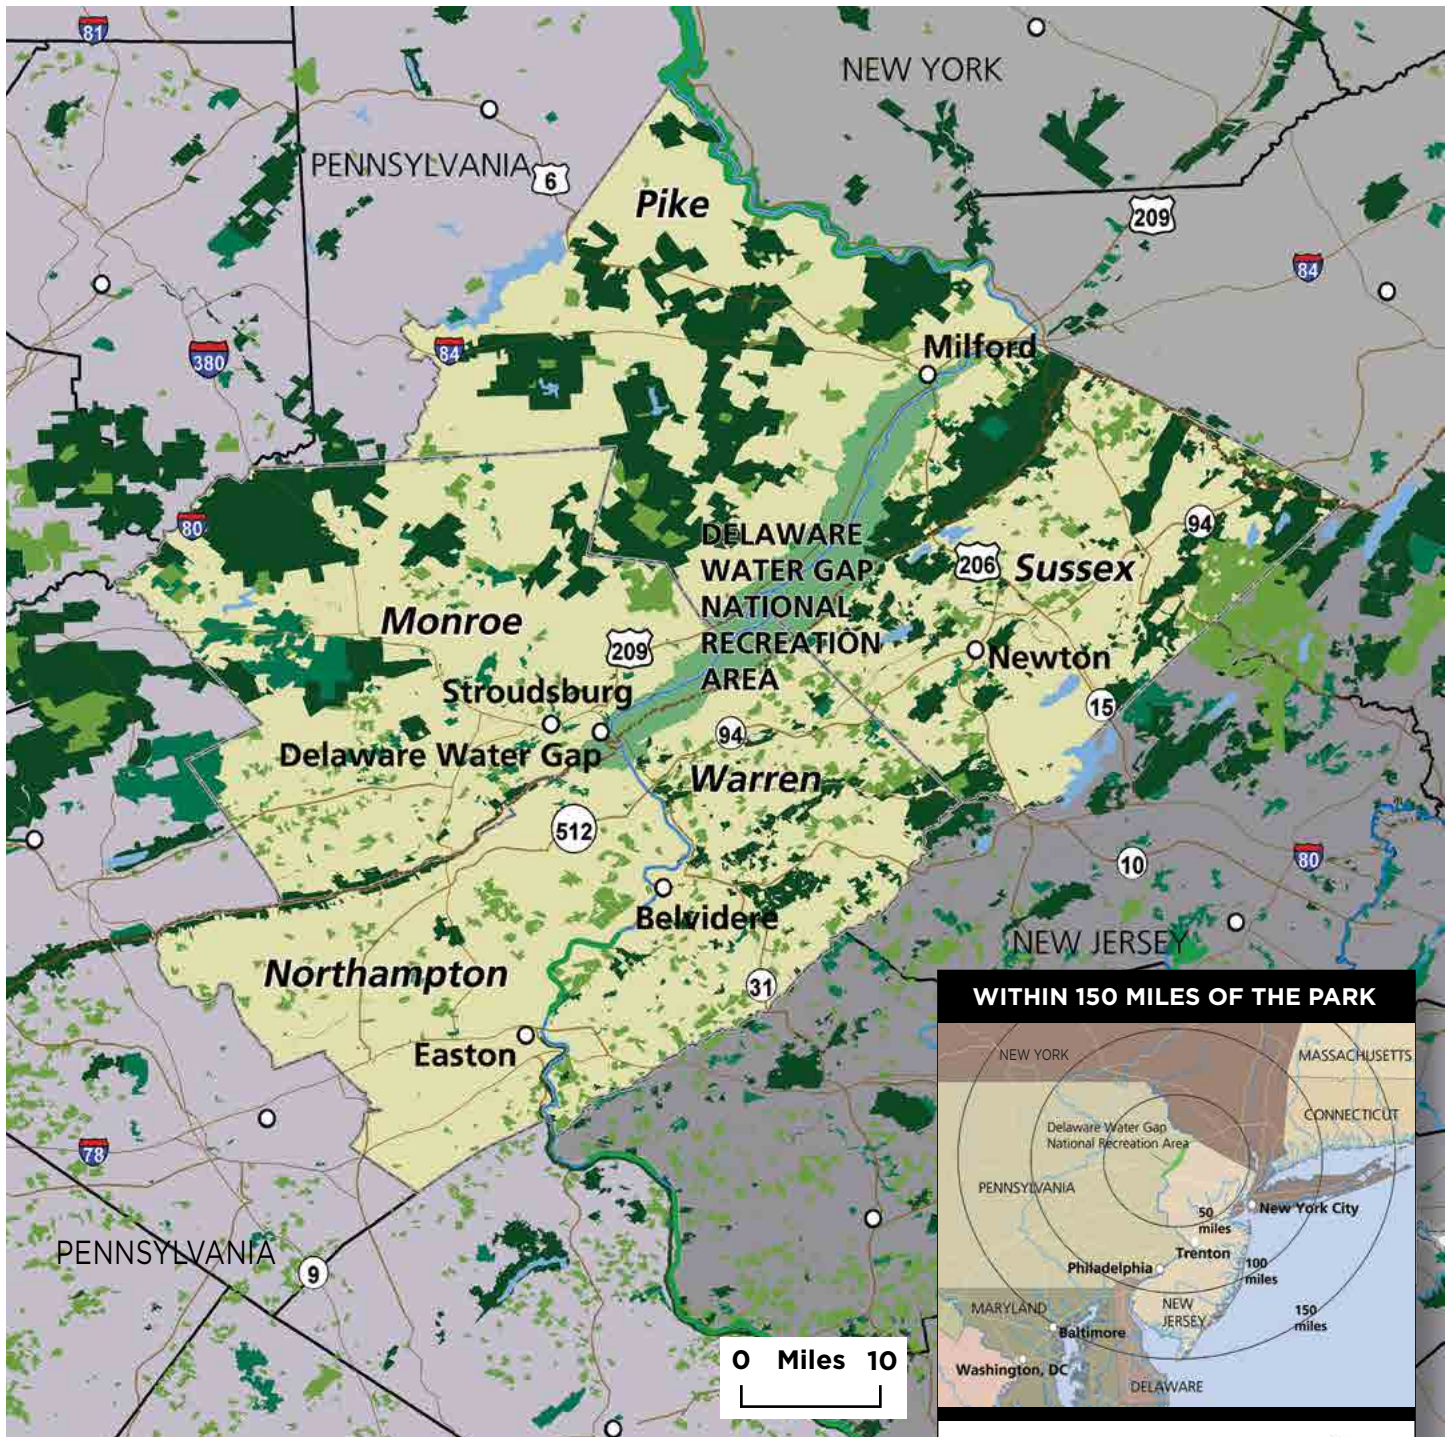 81
NEW YORK
PENNSYLVANIA
6
Pike
209
84
Milford
84
380
80
DELAWARE
WATER GAP
NATIONAL
RECREATION
AREA
94
206
Sussex
Monroe
209
Newton
Stroudsburg
15
Delaware Water Gap
94
Warren
512
10
80
Belvidere
NEW JERSEY
Northampton
31
Easton
78
PENNSYLVANIA
9
0 Miles 10
WITHIN 150 MILES OF THE PARK
NEW YORK
MASSACHUSETTS
CONNECTICUT
Delaware Water Gap
National Recreation Area
PENNSYLVANIA
50
miles
New York City
Trenton
Philadelphia
100
miles
MARYLAND
NEW
JERSEY
150
miles
Baltimore
Washington, DC
DELAWARE